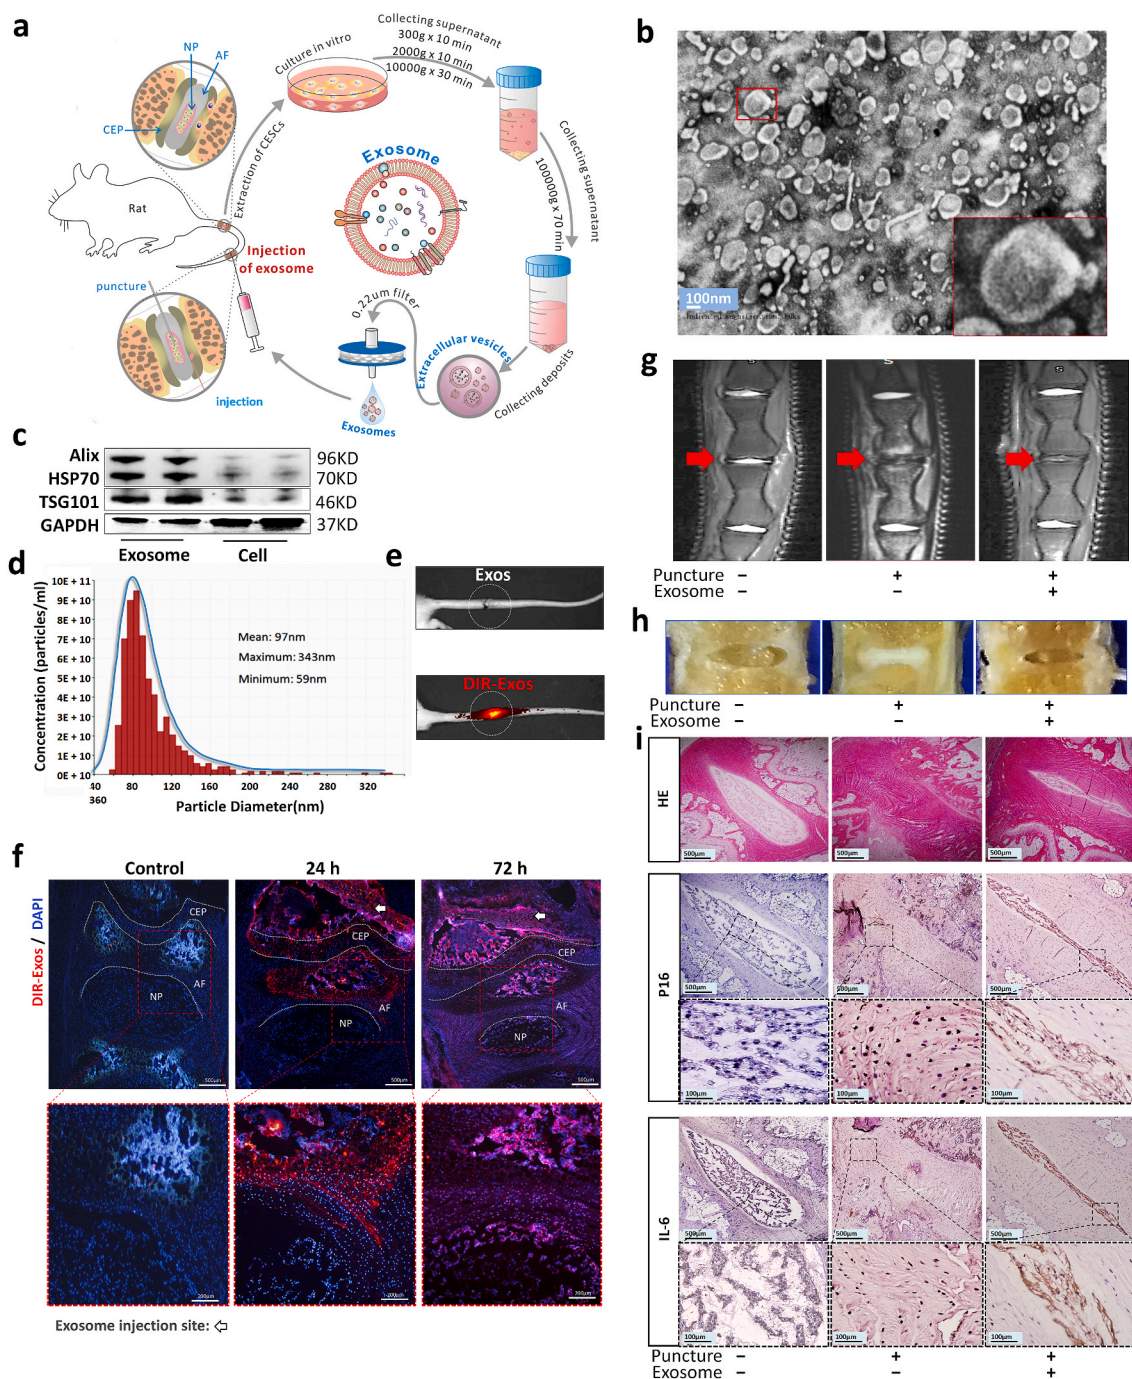 a
NP
AF
CEP
Rat
Extraction of CESCs
Culture in vitro
Collecting supernatant
300g x 10 min
2000g x 10 min
10000g x 30 min
Collecting supernatant
100000g x 70 min
Exosome
Injection
of exosome
puncture
injection
0.22um filter
Exosomes
Extracellular vesicles
Collecting deposits
b
100nm
c
Alix
HSP70
TSG101
GAPDH
96KD
70KD
46KD
37KD
Exosome
Cell
d
Concentration (particles/ml)
10E + 11
9E + 10
8E + 10
7E + 10
6E + 10
5E + 10
4E + 10
3E + 10
2E + 10
1E + 10
0E + 10
Mean: 97nm
Maximum: 343nm
Minimum: 59nm
40 80 120 160 200 240 280 320
360
Particle Diameter(nm)
e
Exos
DIR-Exos
f
Control
24 h
72 h
DIR-Exos / DAPI
CEP
AF
NP
500μm
CEP
AF
NP
500μm
CEP
AF
NP
500μm
200μm
200μm
200μm
Exosome injection site:
g
S
S
S
Puncture − + +
Exosome − − +
h
Puncture − + +
Exosome − − +
i
HE
500μm
500μm
500μm
P16
500μm
500μm
500μm
100μm
100μm
100μm
IL-6
500μm
500μm
500μm
100μm
100μm
100μm
Puncture − + +
Exosome − − +